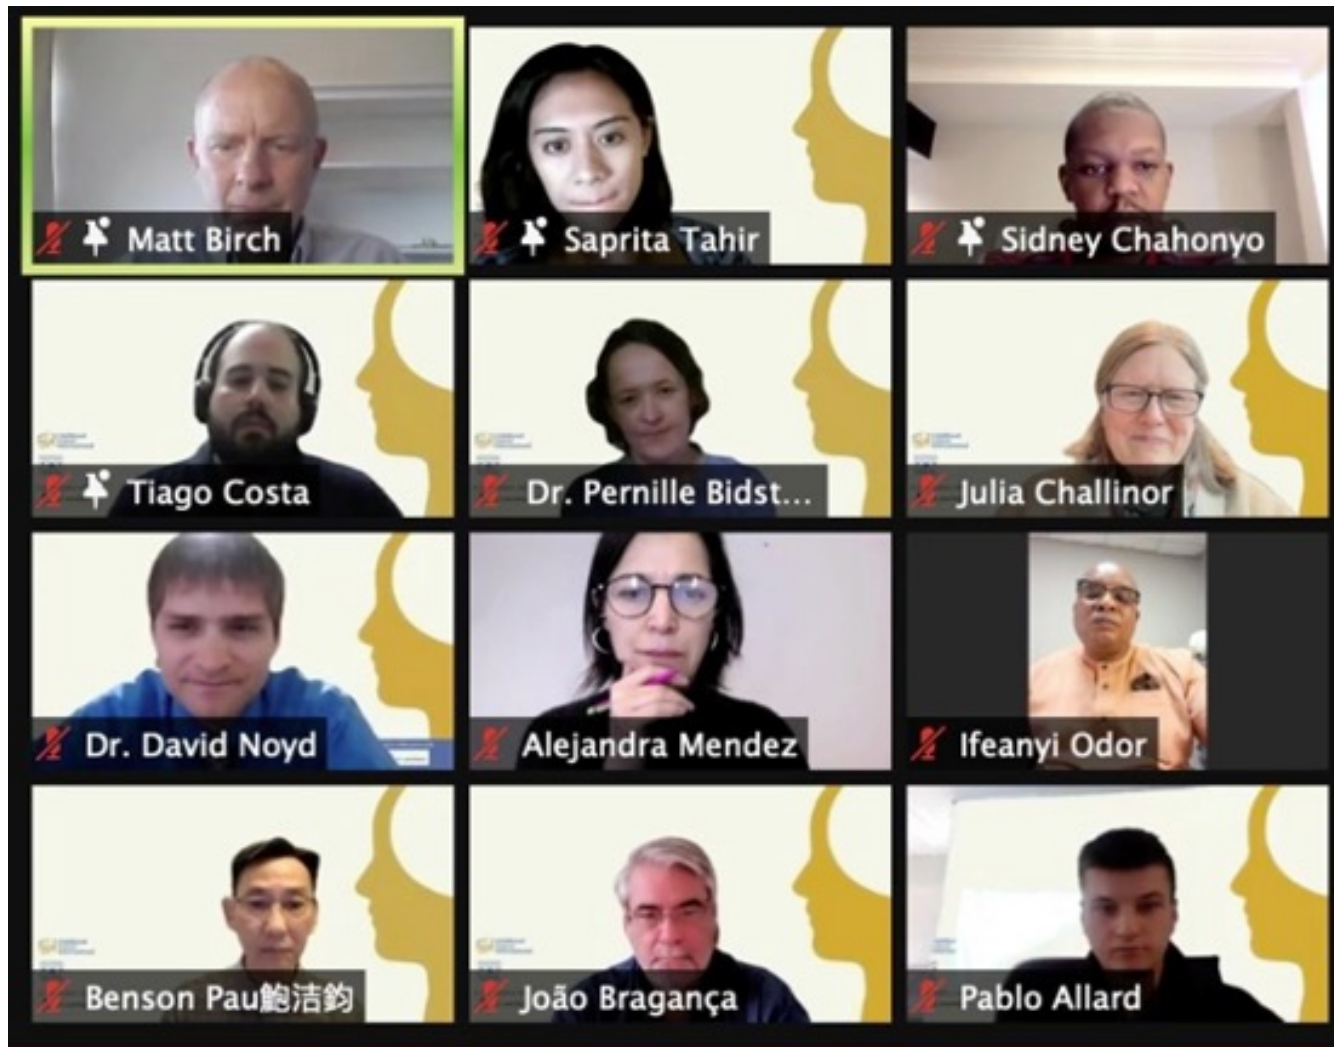 Matt Birch
Saprita Tahir
Sidney Chahonyo
Tiago Costa
Dr. Pernille Bidst...
Julia Challinor
Dr. David Noyd
Alejandra Mendez
Ifeanyi Odor
Benson Pau鮑洁鈞
João Bragança
Pablo Allard